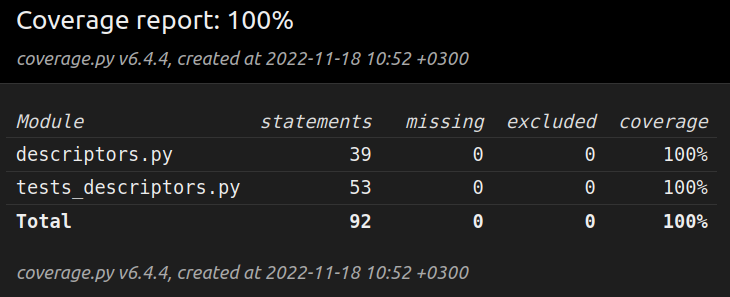 Coverage report: 100%
coverage.py v6.4.4, created at 2022-11-18 10:52 +0300
Module statements missing excluded coverage
descriptors.py 39 0 0 100%
tests_descriptors.py 53 0 0 100%
Total 92 0 0 100%
coverage.py v6.4.4, created at 2022-11-18 10:52 +0300